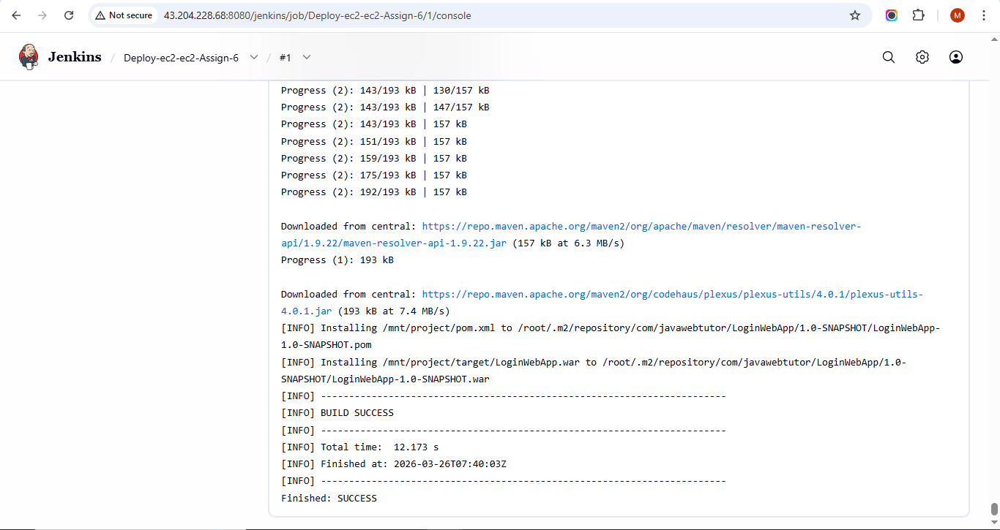 Not secure
43.204.228.68:8080/jenkins/job/Deploy-ec2-ec2-Assign-6/1/console
M
Jenkins / Deploy-ec2-ec2-Assign-6 / #1
Progress (2): 143/193 kB | 130/157 kB
Progress (2): 143/193 kB | 147/157 kB
Progress (2): 143/193 kB | 157 kB
Progress (2): 151/193 kB | 157 kB
Progress (2): 159/193 kB | 157 kB
Progress (2): 175/193 kB | 157 kB
Progress (2): 192/193 kB | 157 kB
Downloaded from central: https://repo.maven.apache.org/maven2/org/apache/maven/resolver/maven-resolver-
api/1.9.22/maven-resolver-api-1.9.22.jar (157 kB at 6.3 MB/s)
Progress (1): 193 kB
Downloaded from central: https://repo.maven.apache.org/maven2/org/codehaus/plexus/plexus-utils/4.0.1/plexus-utils-
4.0.1.jar (193 kB at 7.4 MB/s)
[INFO] Installing /mnt/project/pom.xml to /root/.m2/repository/com/javawebtutor/LoginWebApp/1.0-SNAPSHOT/LoginWebApp-
1.0-SNAPSHOT.pom
[INFO] Installing /mnt/project/target/LoginWebApp.war to /root/.m2/repository/com/javawebtutor/LoginWebApp/1.0-
SNAPSHOT/LoginWebApp-1.0-SNAPSHOT.war
[INFO] ------------------------------------------------------------------------
[INFO] BUILD SUCCESS
[INFO] ------------------------------------------------------------------------
[INFO] Total time:  12.173 s
[INFO] Finished at: 2026-03-26T07:40:03Z
[INFO] ------------------------------------------------------------------------
Finished: SUCCESS